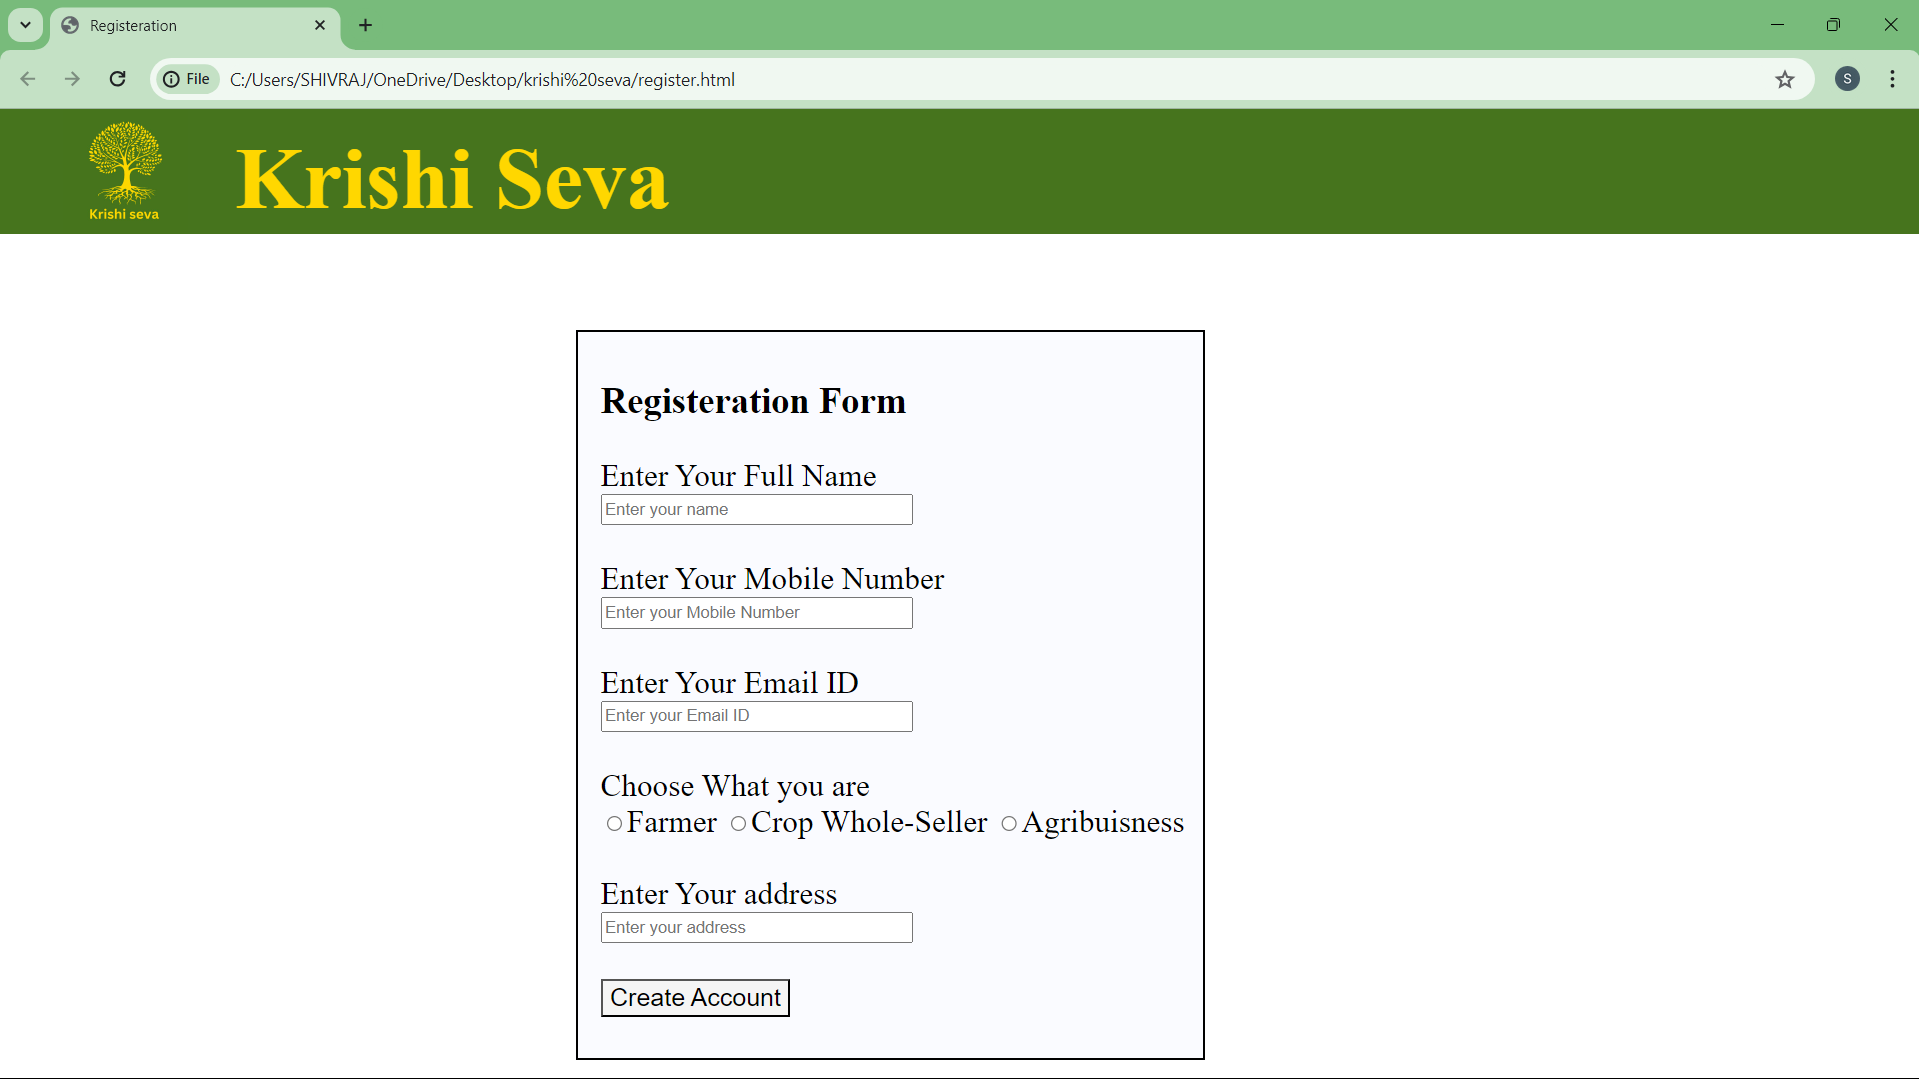 Registeration
File C:/Users/SHIVRAJ/OneDrive/Desktop/krishi%20seva/register.html
S
Krishi seva
Krishi Seva
Registeration Form
Enter Your Full Name
Enter your name
Enter Your Mobile Number
Enter your Mobile Number
Enter Your Email ID
Enter your Email ID
Choose What you are
Farmer Crop Whole-Seller Agribuisness
Enter Your address
Enter your address
Create Account